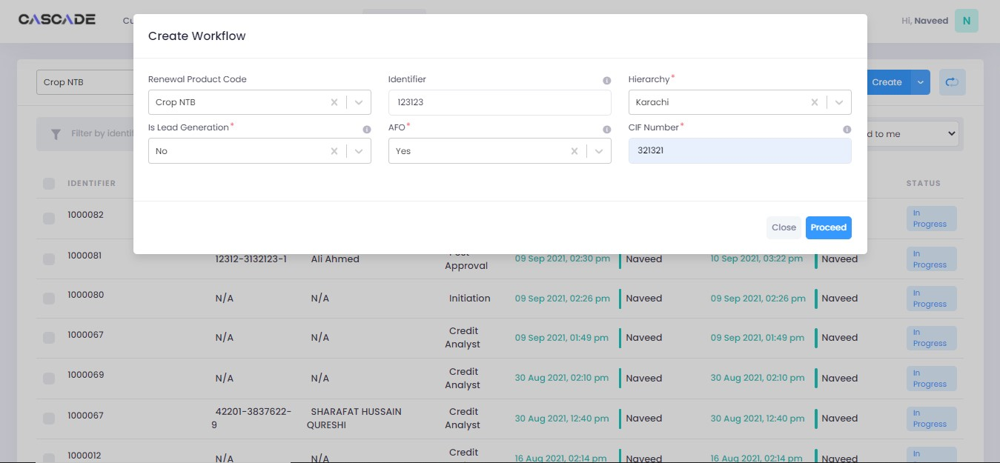 CASCADE Cu Hi, Naveed N
Create Workflow
Renewal Product Code Identifier i Hierarchy*
Crop NTB Crop NTB 123123 Karachi Create
Is Lead Generation* i AFO* i CIF Number* i
Filter by identif No Yes 321321 d to me
IDENTIFIER STATUS
1000082 In
Progress
Close Proceed
1000081 12312-3132123-1 Ali Ahmed Post
Approval 09 Sep 2021, 02:30 pm Naveed 10 Sep 2021, 03:22 pm Naveed In
Progress
1000080 N/A N/A Initiation 09 Sep 2021, 02:26 pm Naveed 09 Sep 2021, 02:26 pm Naveed In
Progress
1000067 N/A N/A Credit
Analyst 09 Sep 2021, 01:49 pm Naveed 09 Sep 2021, 01:49 pm Naveed In
Progress
1000069 N/A N/A Credit
Analyst 30 Aug 2021, 02:10 pm Naveed 30 Aug 2021, 02:10 pm Naveed In
Progress
1000067 42201-3837622-
9 SHARAFAT HUSSAIN
QURESHI Credit
Analyst 30 Aug 2021, 12:40 pm Naveed 30 Aug 2021, 12:40 pm Naveed In
Progress
1000012 N/A N/A Credit 16 Aug 2021, 02:14 pm Naveed 16 Aug 2021, 02:14 pm Naveed In